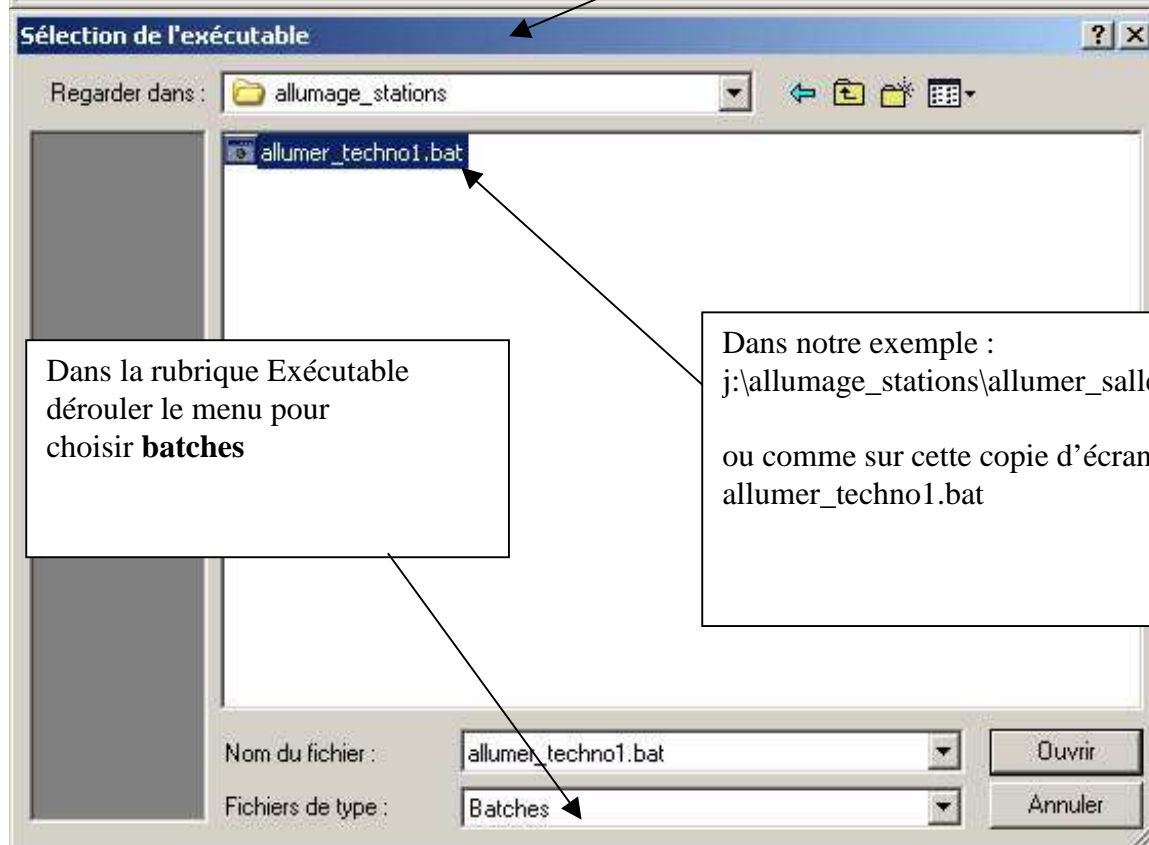 Sélection de l'exécutable
Regarder dans : allumage_stations
allumer_techno1.bat
Dans la rubrique Exécutable
dérouler le menu pour
choisir batches
Dans notre exemple :
j:\allumage_stations\allumer_salle
ou comme sur cette copie d'écran
allumer_techno1.bat
Nom du fichier : allumer_techno1.bat Ouvrir
Fichiers de type : Batches Annuler